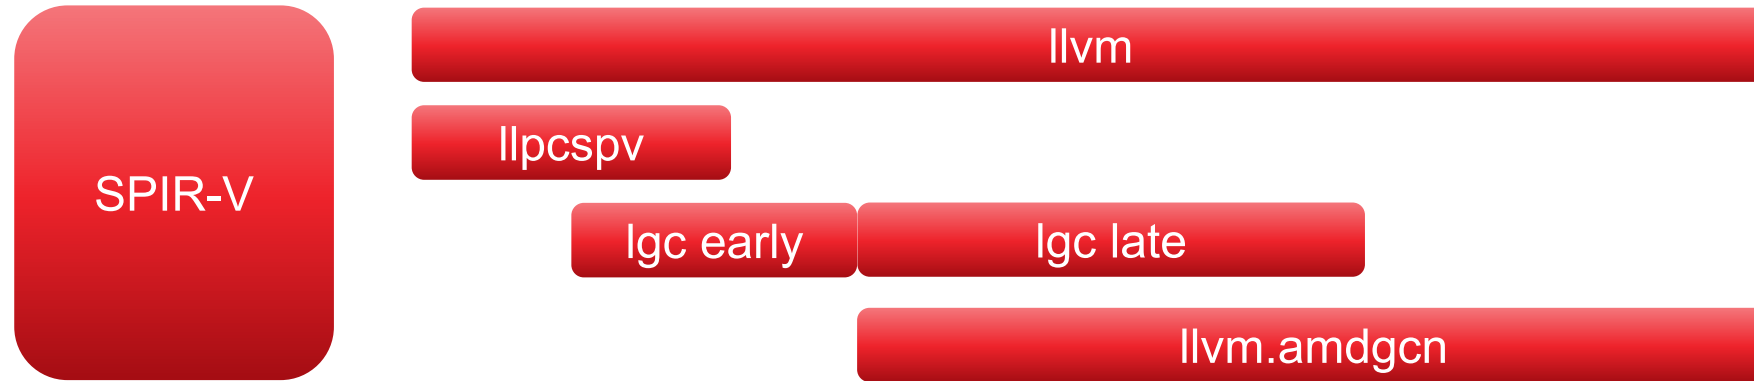 SPIR-V
llvm
llpcspv
lgc early
lgc late
llvm.amdgcn